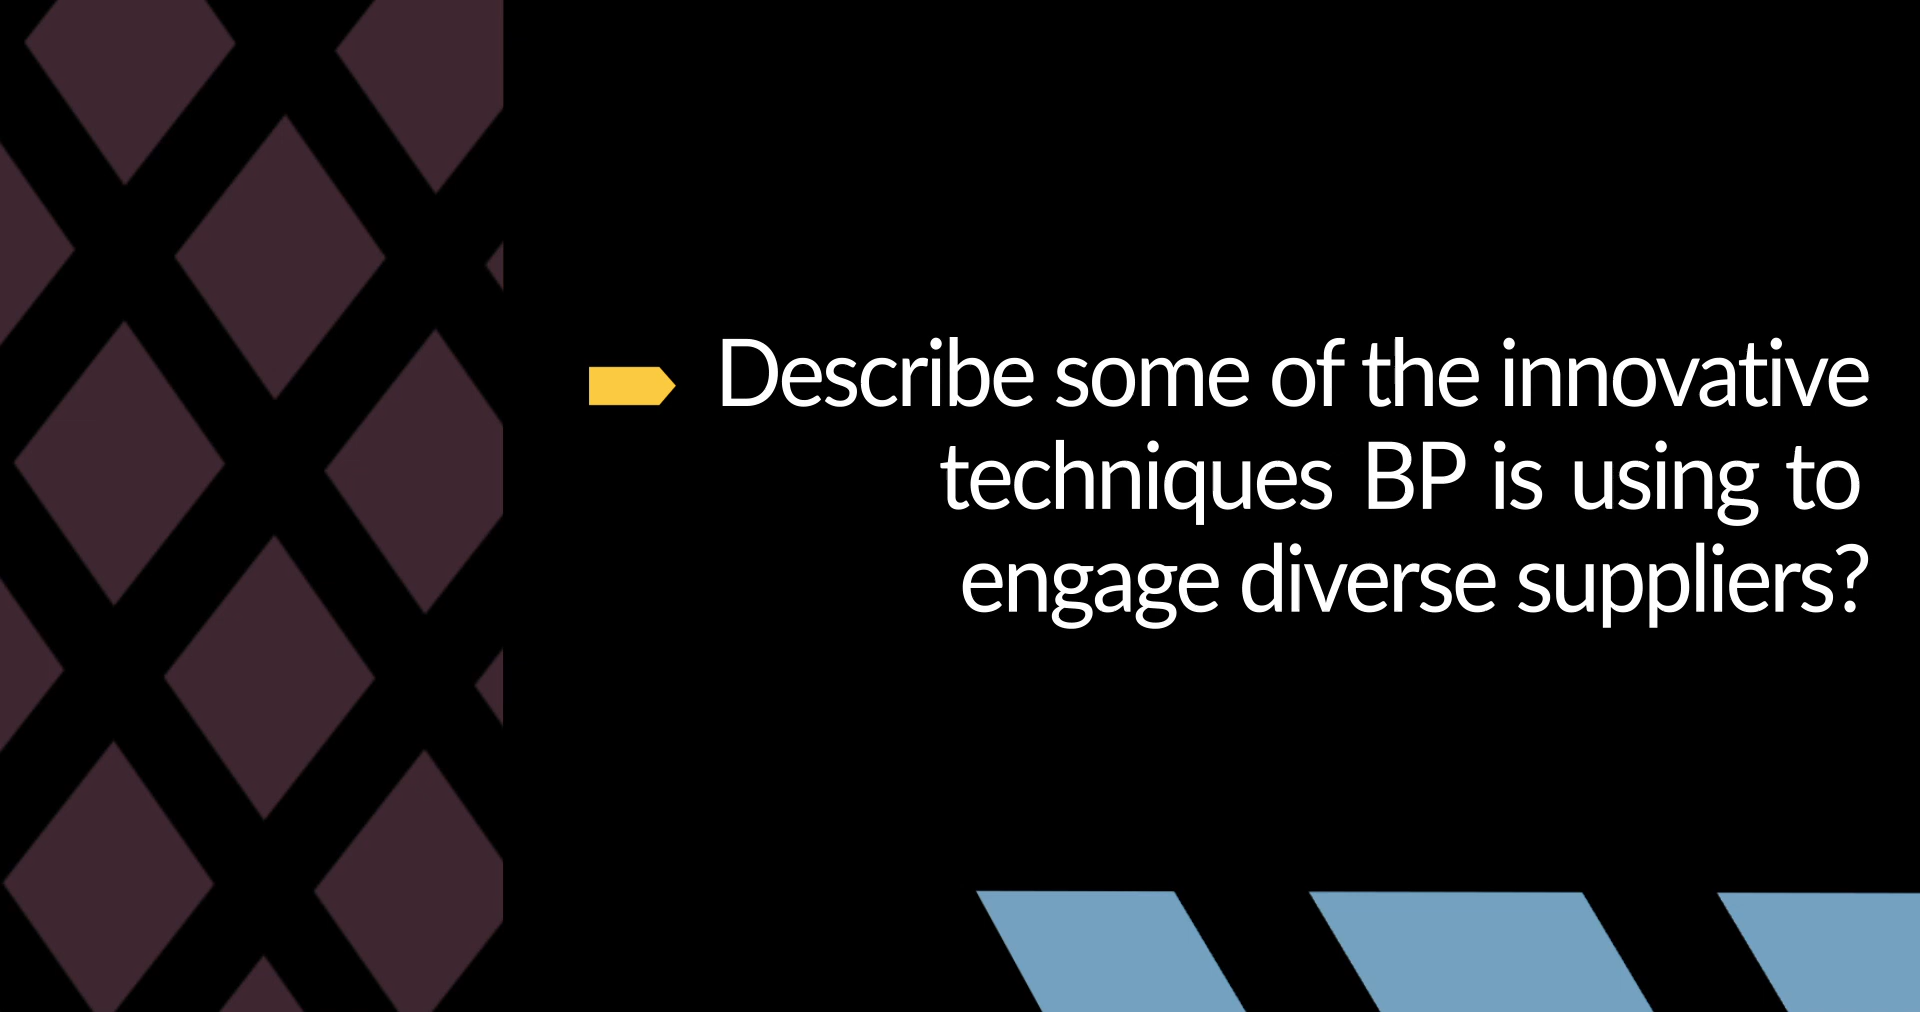 Describe some of the innovative
techniques BP is using to
engage diverse suppliers?